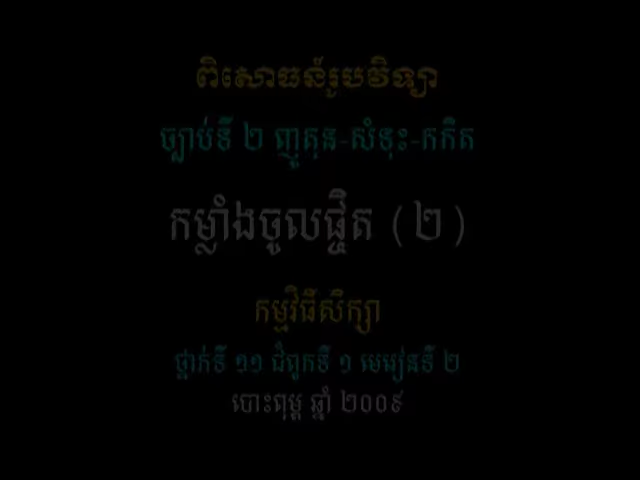 ពិសោធន៍រូបវិទ្យា
ច្បាប់ទី ២ ញូតុន-សំទុះ-កកិត
កម្លាំងចូលផ្ចិត (២)
កម្មវិធីសិក្សា
ថ្នាក់ទី ១១ ជំពូកទី ១ មេរៀនទី ២
បោះពុម្ព ឆ្នាំ ២០០៩